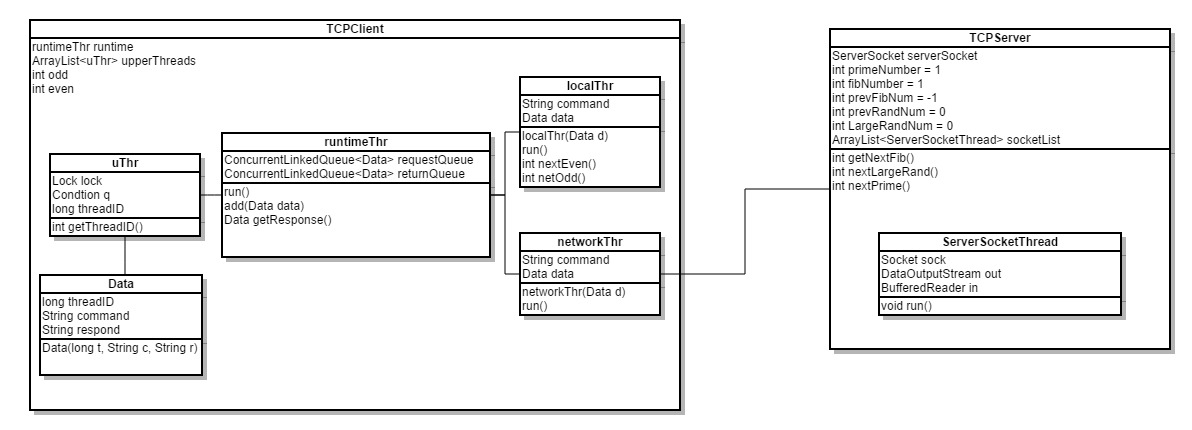 TCPClient
runtimeThr runtime
ArrayList<uThr> upperThreads
int odd
int even
uThr
Lock lock
Condtion q
long threadID
int getThreadID()
Data
long threadID
String command
String respond
Data(long t, String c, String r)
runtimeThr
ConcurrentLinkedQueue<Data> requestQueue
ConcurrentLinkedQueue<Data> returnQueue
run()
add(Data data)
Data getResponse()
localThr
String command
Data data
localThr(Data d)
run()
int nextEven()
int netOdd()
networkThr
String command
Data data
networkThr(Data d)
run()
TCPServer
ServerSocket serverSocket
int primeNumber = 1
int fibNumber = 1
int prevFibNum = -1
int prevRandNum = 0
int LargeRandNum = 0
ArrayList<ServerSocketThread> socketList
int getNextFib()
int nextLargeRand()
int nextPrime()
ServerSocketThread
Socket sock
DataOutputStream out
BufferedReader in
void run()